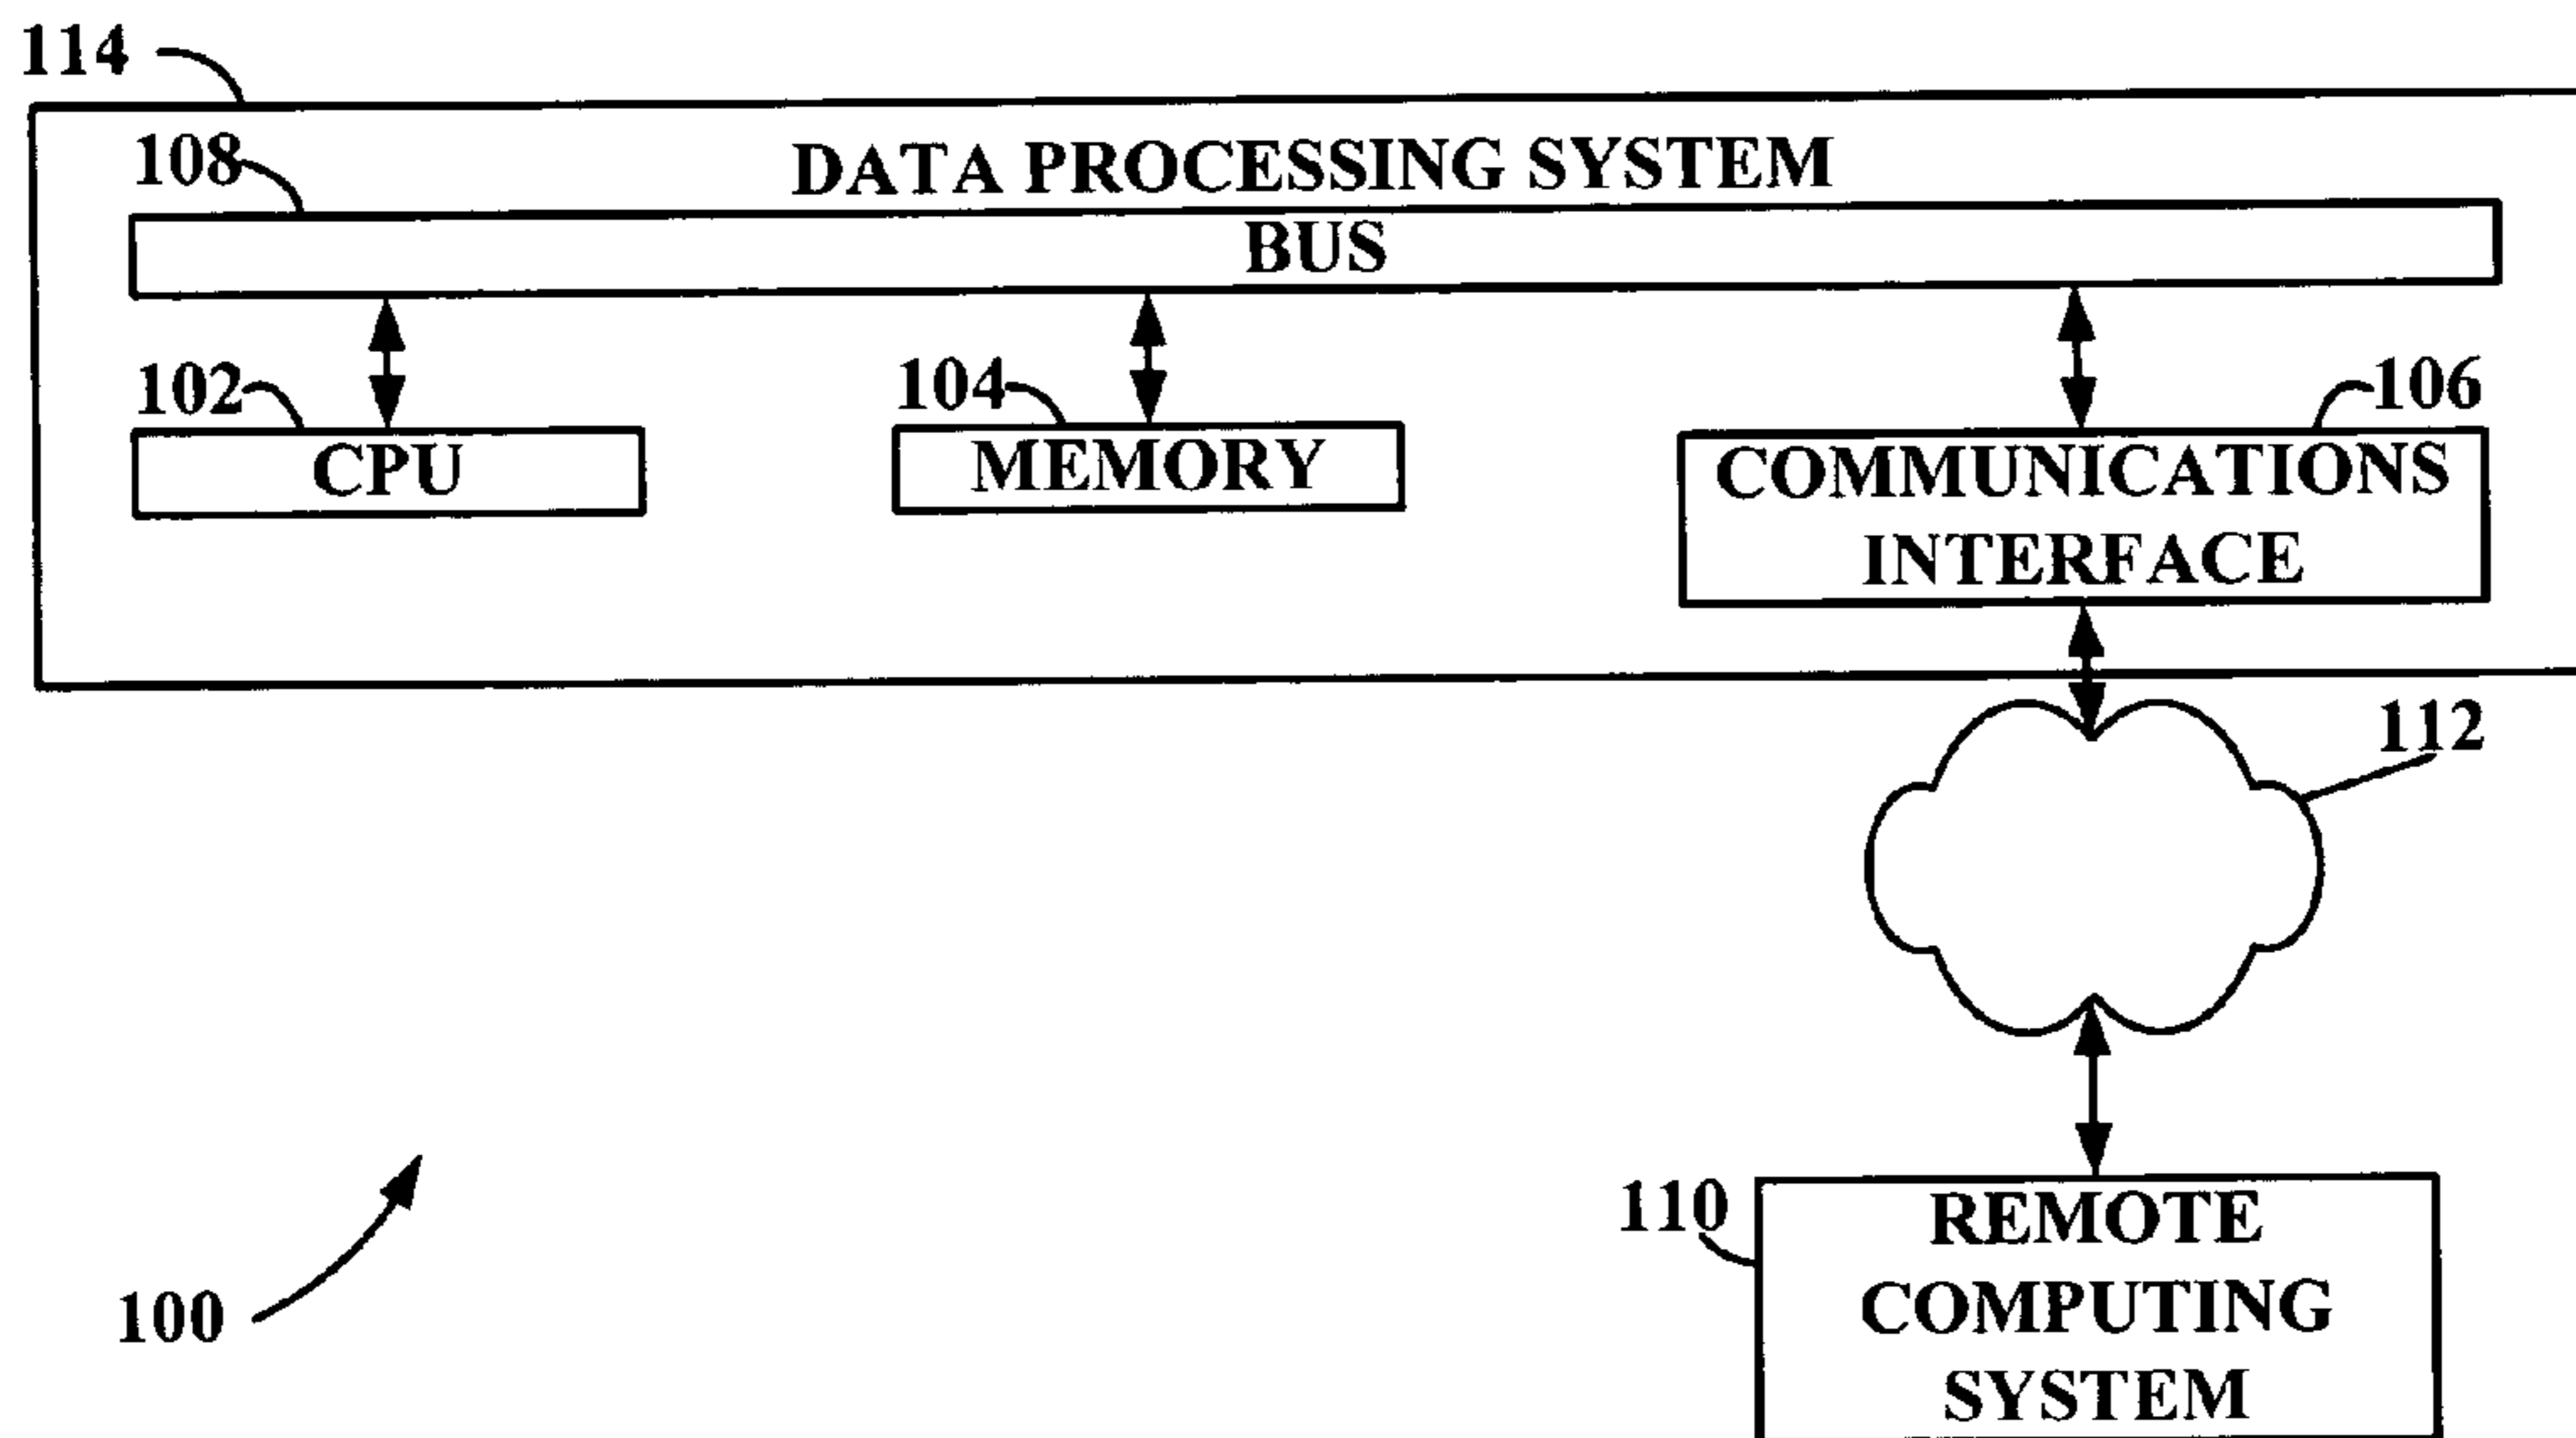 114
108
DATA PROCESSING SYSTEM
BUS
102
104
106
CPU
MEMORY
COMMUNICATIONS
INTERFACE
112
110
REMOTE
COMPUTING
SYSTEM
100